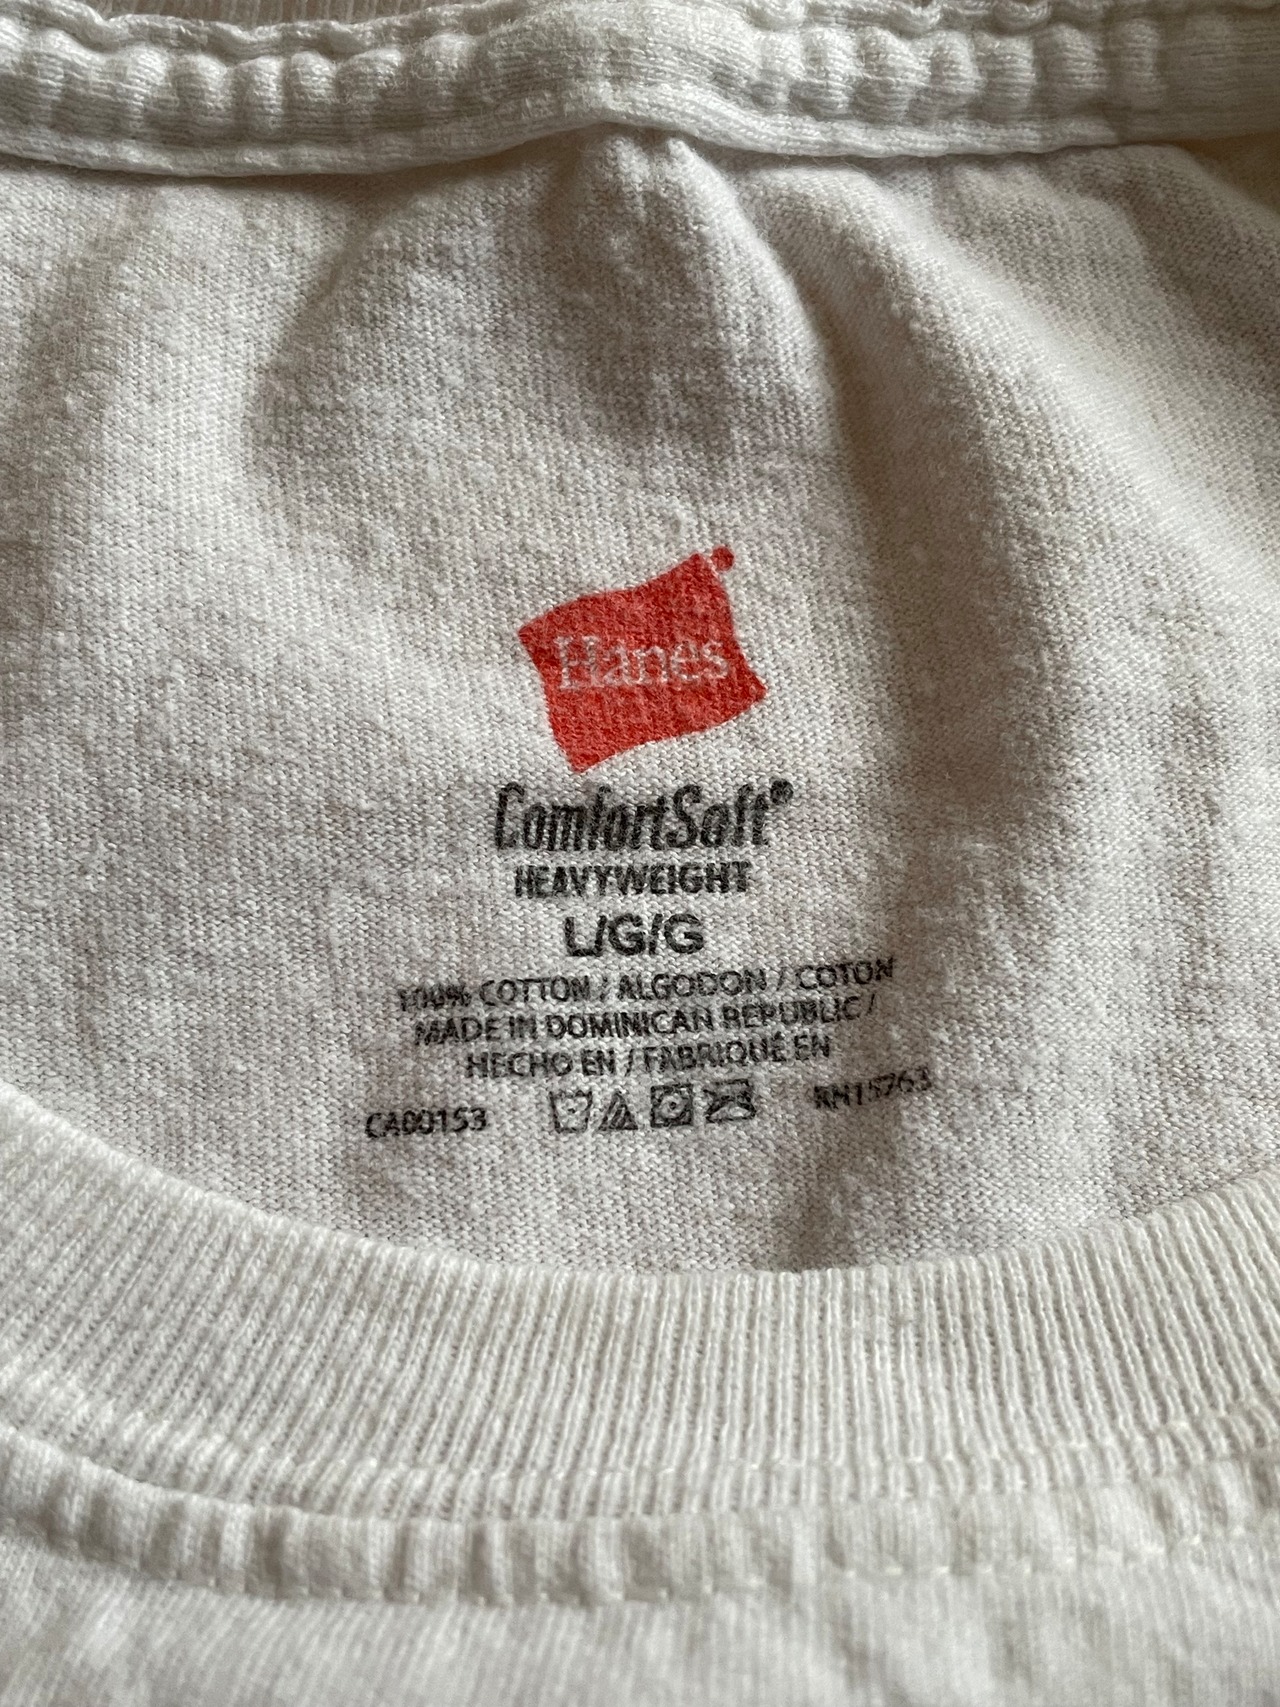 Hanes
ComfortSoft®
HEAVYWEIGHT
L/G/G
100% COTTON / ALGODON / COTON
MADE IN DOMINICAN REPUBLIC /
HECHO EN / FABRIQUÉ EN
CA00153 RN15763